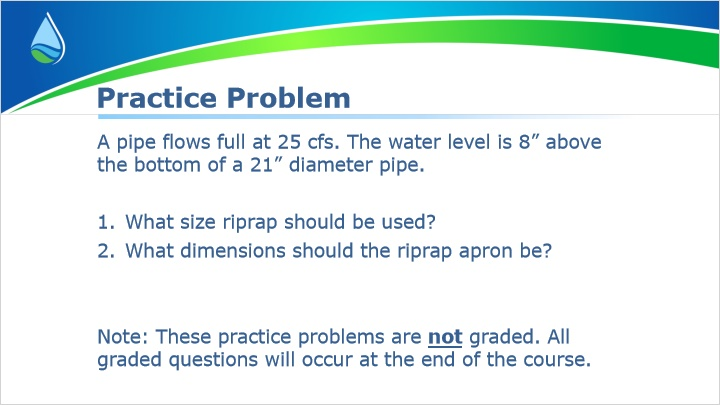 Practice Problem
A pipe flows full at 25 cfs. The water level is 8” above
the bottom of a 21” diameter pipe.
1. What size riprap should be used?
2. What dimensions should the riprap apron be?
Note: These practice problems are not graded. All
graded questions will occur at the end of the course.